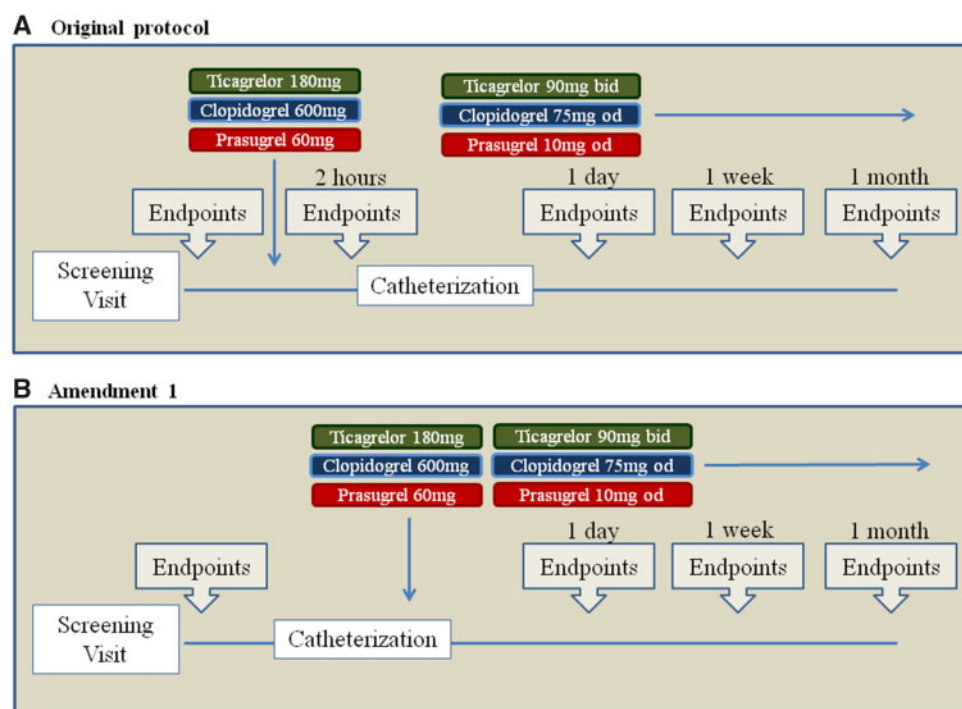 A Original protocol
Ticagrelor 180mg
Clopidogrel 600mg
Prasugrel 60mg
Ticagrelor 90mg bid
Clopidogrel 75mg od
Prasugrel 10mg od
2 hours
1 day
1 week
1 month
Endpoints
Endpoints
Endpoints
Endpoints
Endpoints
Screening
Visit
Catheterization
B Amendment 1
Ticagrelor 180mg
Clopidogrel 600mg
Prasugrel 60mg
Ticagrelor 90mg bid
Clopidogrel 75mg od
Prasugrel 10mg od
1 day
1 week
1 month
Endpoints
Endpoints
Endpoints
Endpoints
Screening
Visit
Catheterization